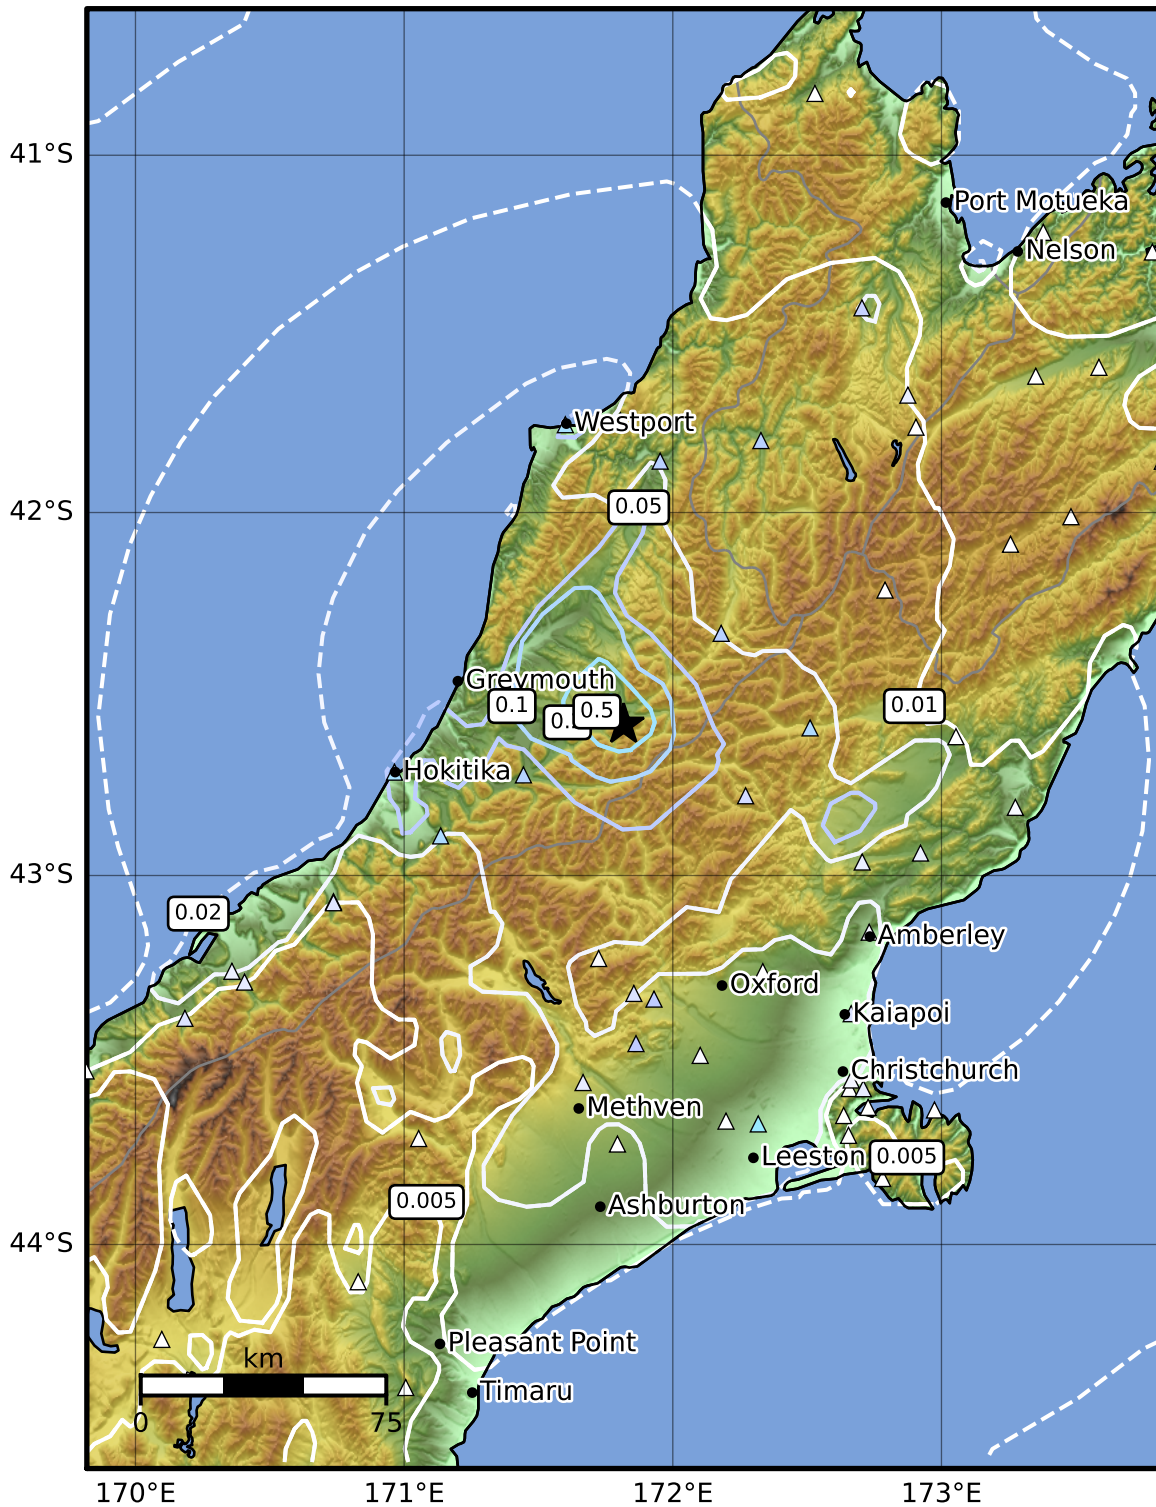 41°S
Port Motueka
Nelson
Westport
42°S
0.05
Greymouth
0.1
0.5
0.01
Hokitika
43°S
0.02
Amberley
Oxford
Kaiapoi
Christchurch
Methven
Leeston
0.005
0.005
Ashburton
44°S
Pleasant Point
km
0
75
Timaru
170°E
171°E
172°E
173°E